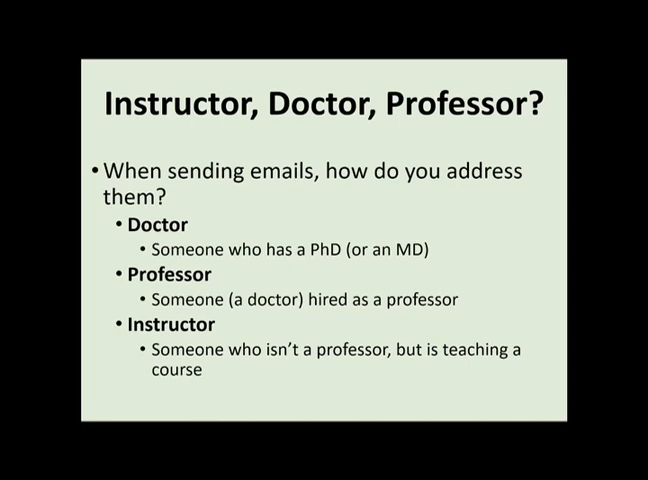 Instructor, Doctor, Professor?
• When sending emails, how do you address
them?
• Doctor
• Someone who has a PhD (or an MD)
• Professor
• Someone (a doctor) hired as a professor
• Instructor
• Someone who isn't a professor, but is teaching a
course